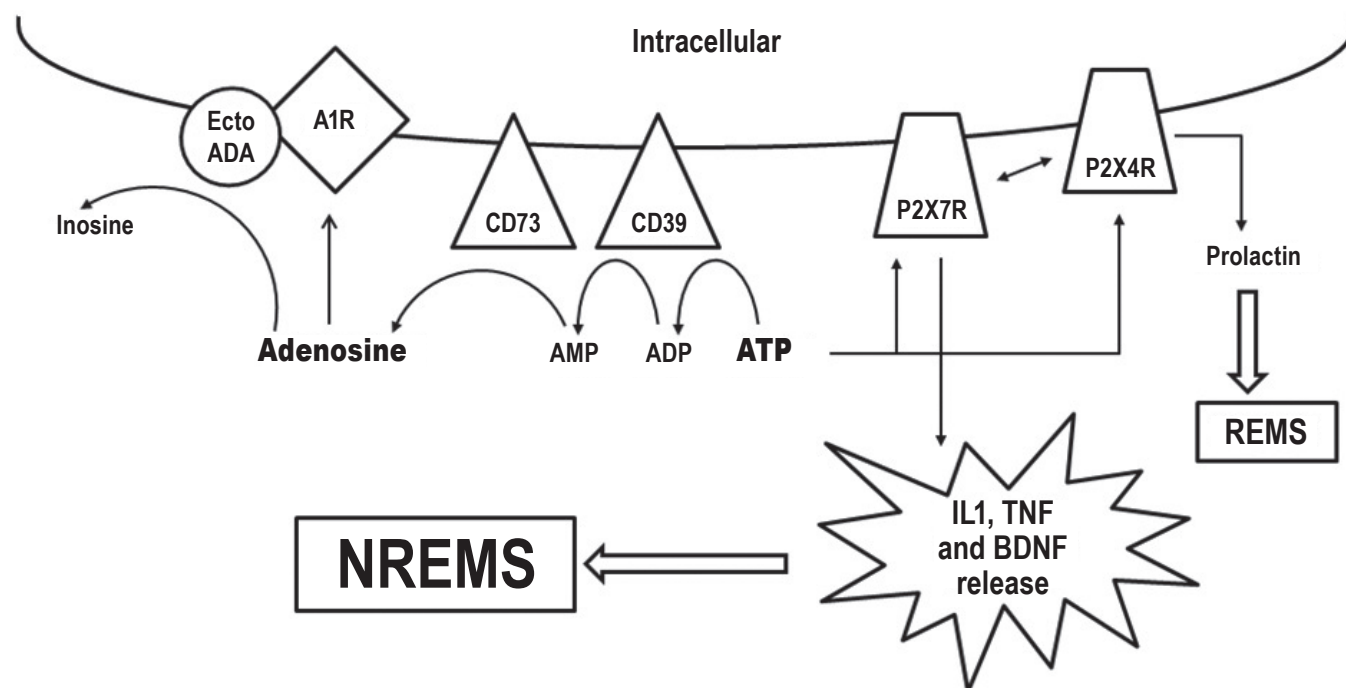 Intracellular
Ecto
ADA
A1R
CD73
CD39
P2X7R
P2X4R
Inosine
Prolactin
Adenosine
AMP
ADP
ATP
REMS
IL1, TNF
and BDNF
release
NREMS